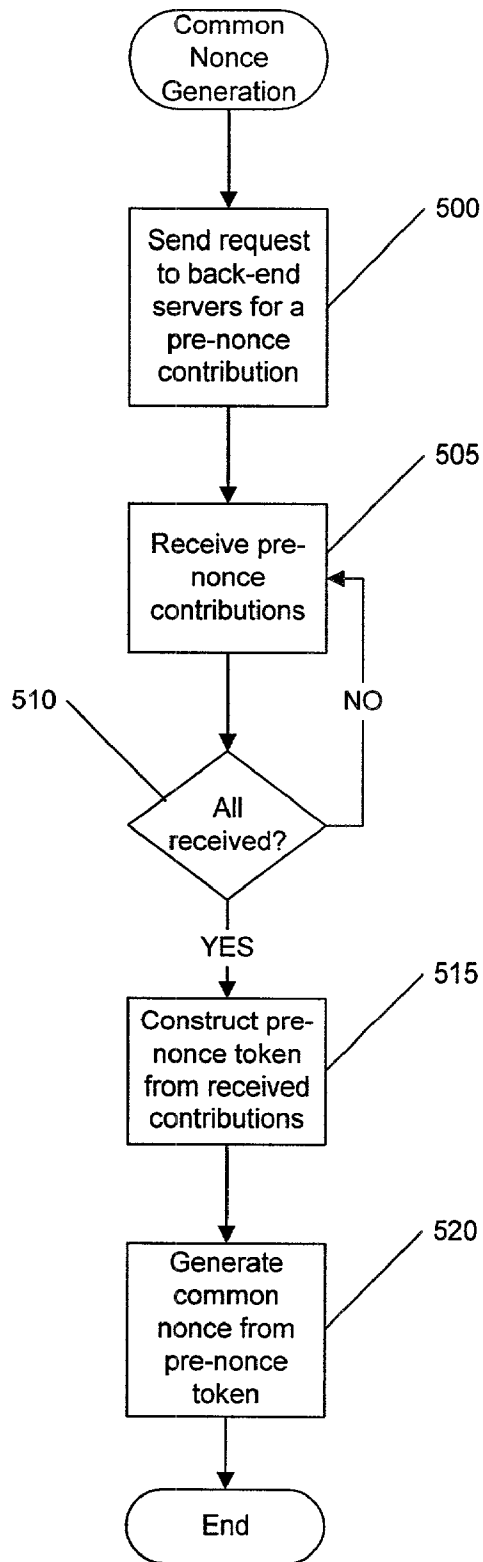 Common
Nonce
Generation
500
Send request
to back-end
servers for a
pre-nonce
contribution
505
Receive pre-
nonce
contributions
NO
510
All
received?
YES
515
Construct pre-
nonce token
from received
contributions
520
Generate
common
nonce from
pre-nonce
token
End